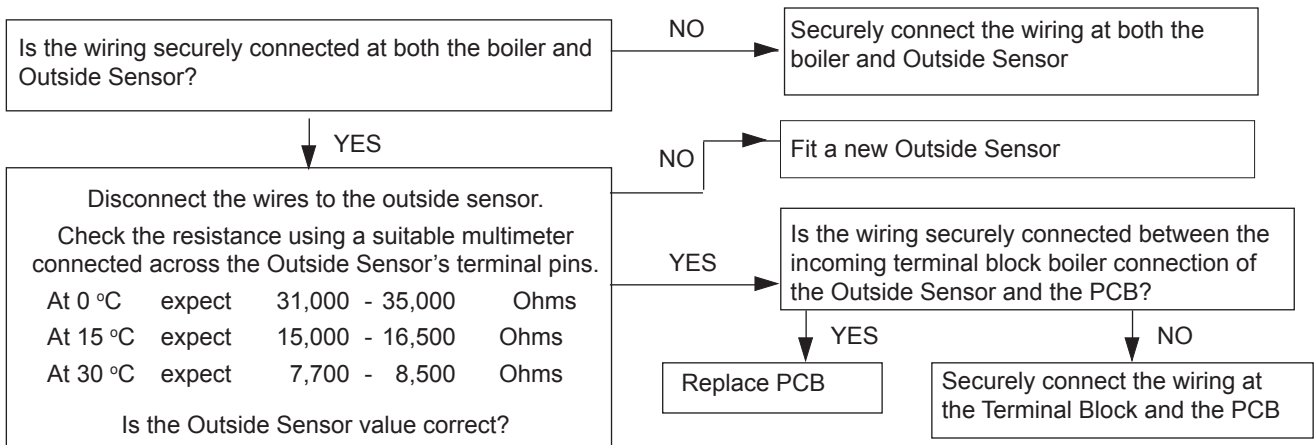 Is the wiring securely connected at both the boiler and
Outside Sensor?
NO
Securely connect the wiring at both the
boiler and Outside Sensor
YES
Disconnect the wires to the outside sensor.
Check the resistance using a suitable multimeter
connected across the Outside Sensor's terminal pins.
At 0 °C expect 31,000 - 35,000 Ohms
At 15 °C expect 15,000 - 16,500 Ohms
At 30 °C expect 7,700 - 8,500 Ohms
Is the Outside Sensor value correct?
NO
Fit a new Outside Sensor
YES
Is the wiring securely connected between the
incoming terminal block boiler connection of
the Outside Sensor and the PCB?
YES
Replace PCB
NO
Securely connect the wiring at
the Terminal Block and the PCB